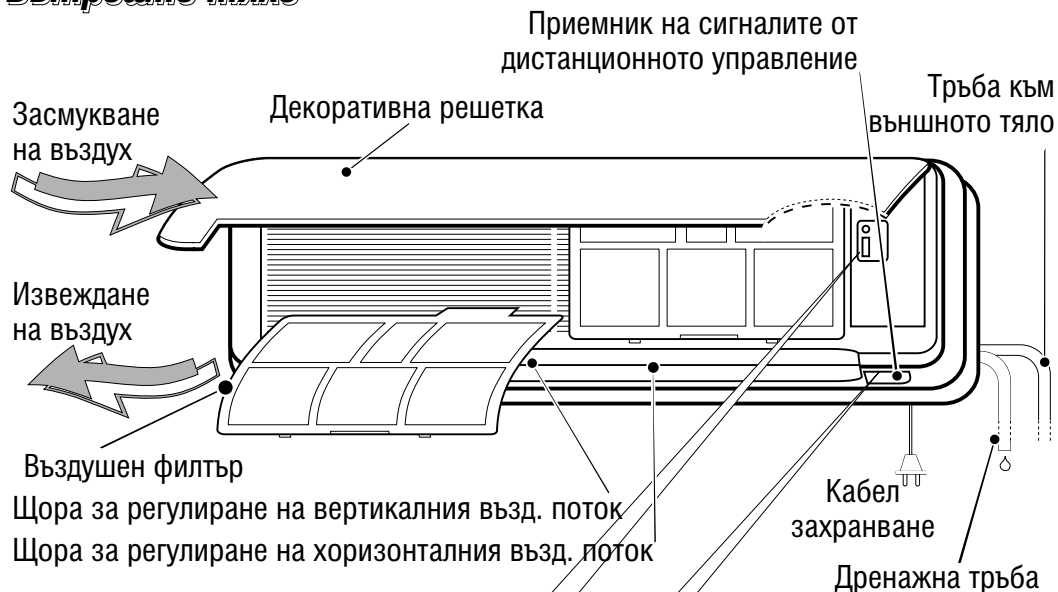 Вътрешно тяло
Приемник на сигналите от
дистанционното управление
Тръба към
външното тяло
Засмукване
на въздух
Декоративна решетка
Извеждане
на въздух
Въздушен филтър
Щора за регулиране на вертикалния възд. поток
Щора за регулиране на хоризонталния възд. поток
Кабел
захранване
Дренажна тръба